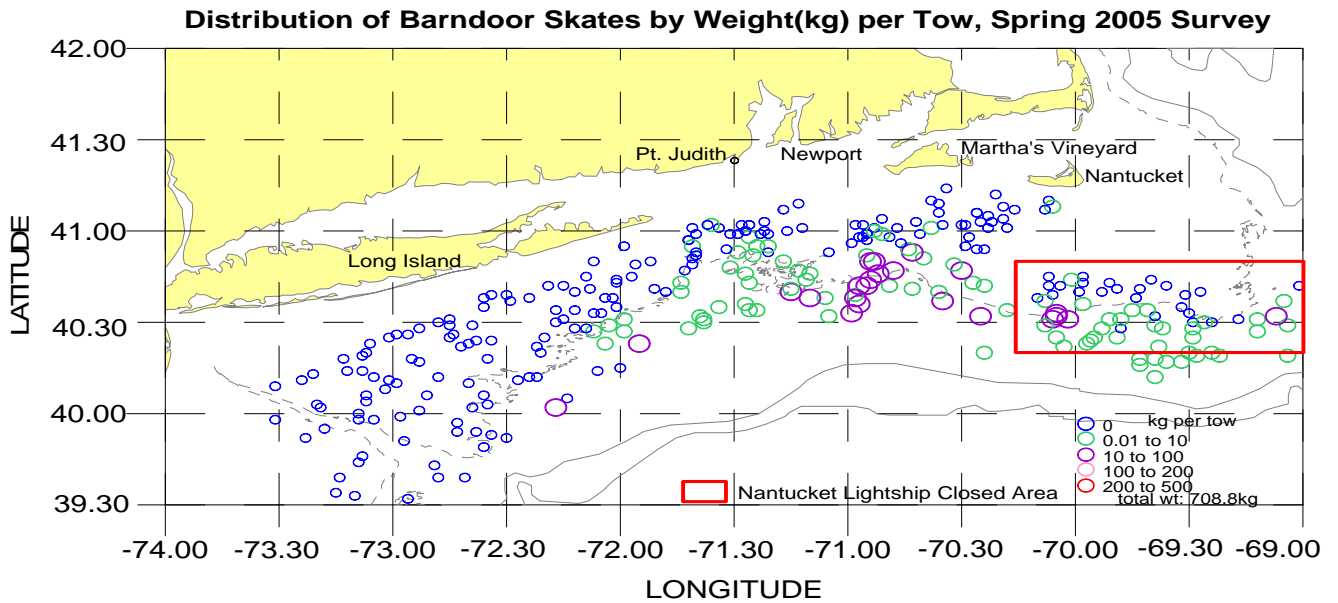 Distribution of Barndoor Skates by Weight(kg) per Tow, Spring 2005 Survey
LATITUDE
42.00
41.30
41.00
40.30
40.00
39.30
Pt. Judith
Newport
Martha's Vineyard
Nantucket
Long Island
kg per tow
0
0.01 to 10
10 to 100
100 to 200
200 to 500
total wt: 708.8kg
Nantucket Lightship Closed Area
-74.00 -73.30 -73.00 -72.30 -72.00 -71.30 -71.00 -70.30 -70.00 -69.30 -69.00
LONGITUDE